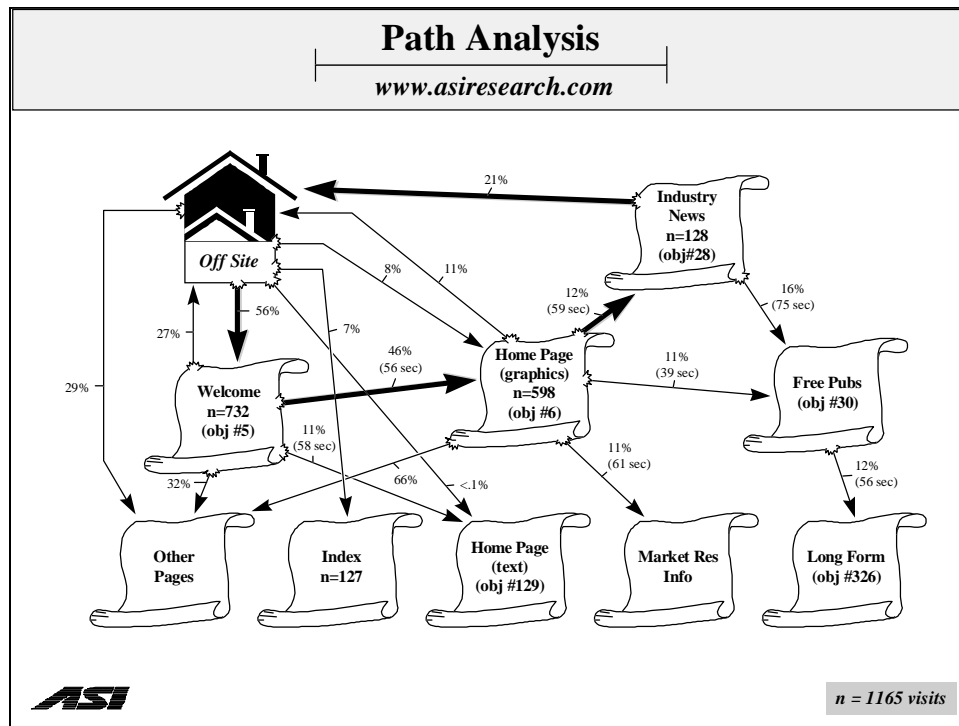 Path Analysis
www.asiresearch.com
21%
Industry
News
n=128
(obj#28)
Off Site
8%
11%
12%
(59 sec)
16%
(75 sec)
56%
7%
27%
46%
(56 sec)
Home Page
(graphics)
n=598
(obj #6)
11%
(39 sec)
Free Pubs
(obj #30)
29%
Welcome
n=732
(obj #5)
11%
(58 sec)
11%
(61 sec)
12%
(56 sec)
32%
66%
<.1%
Other
Pages
Index
n=127
Home Page
(text)
(obj #129)
Market Res
Info
Long Form
(obj #326)
ASI
n = 1165 visits